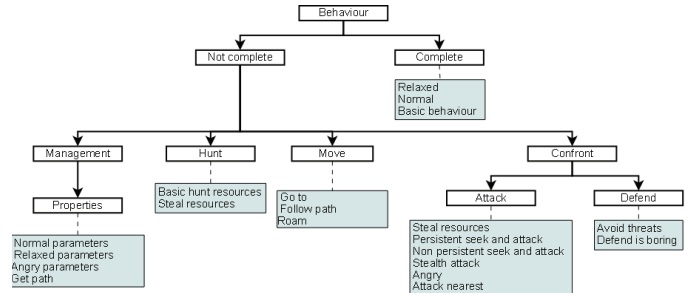 Behaviour
Not complete
Complete
Relaxed
Normal
Basic behaviour
Management
Hunt
Move
Confront
Basic hunt resources
Steal resources
Go to
Follow path
Roam
Properties
Attack
Defend
Normal parameters
Relaxed parameters
Angry parameters
Get path
Steal resources
Persistent seek and attack
Non persistent seek and attack
Stealth attack
Angry
Attack nearest
Avoid threats
Defend is boring